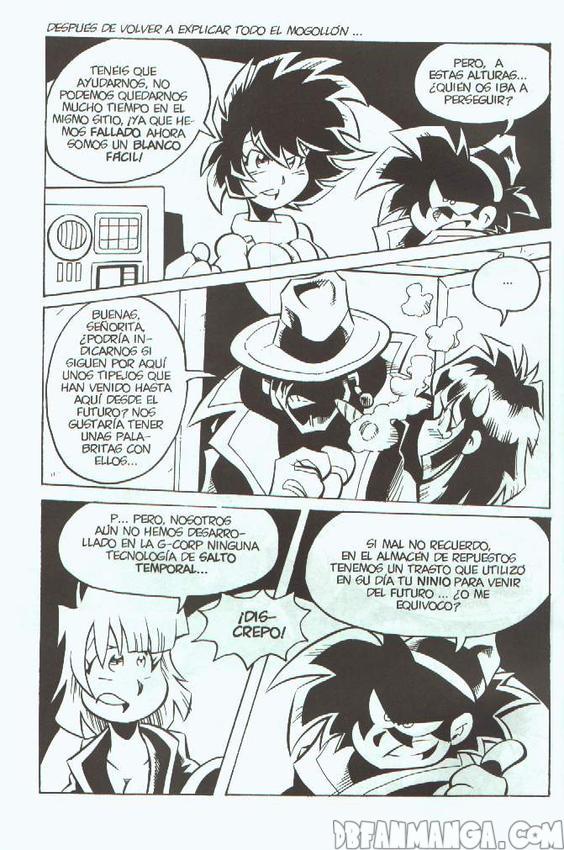 DESPUES DE VOLVER A EXPLICAR TODO EL MOGOLLÓN ...
TENÉIS QUE
AYUDARNOS, NO
PODEMOS QUEDARNOS
MUCHO TIEMPO EN EL
MISMO SITIO, ¡YA QUE HE-
MOS FALLADO AHORA
SOMOS UN BLANCO
FÁCIL!
PERO, A
ESTAS ALTURAS...
¿QUIÉN OS IBA A
PERSEGUIR?
...
BUENAS,
SEÑORITA,
¿PODRÍA IN-
DICARNOS SI
SIGUEN POR AQUÍ
UNOS TIPEJOS QUE
HAN VENIDO HASTA
AQUÍ DESDE EL
FUTURO? NOS
GUSTARÍA TENER
UNAS PALA-
BRITAS CON
ELLOS...
P... PERO, NOSOTROS
AÚN NO HEMOS DESARRO-
LLADO EN LA G-CORP NINGUNA
TECNOLOGÍA DE SALTO
TEMPORAL...
¡DIS-
CREPO!
SI MAL NO RECUERDO,
EN EL ALMACÉN DE REPUESTOS
TENEMOS UN TRASTO QUE UTILIZÓ
EN SU DÍA TU NINIO PARA VENIR
DEL FUTURO ... ¿O ME
EQUIVOCO?
DBFANMANGA.COM